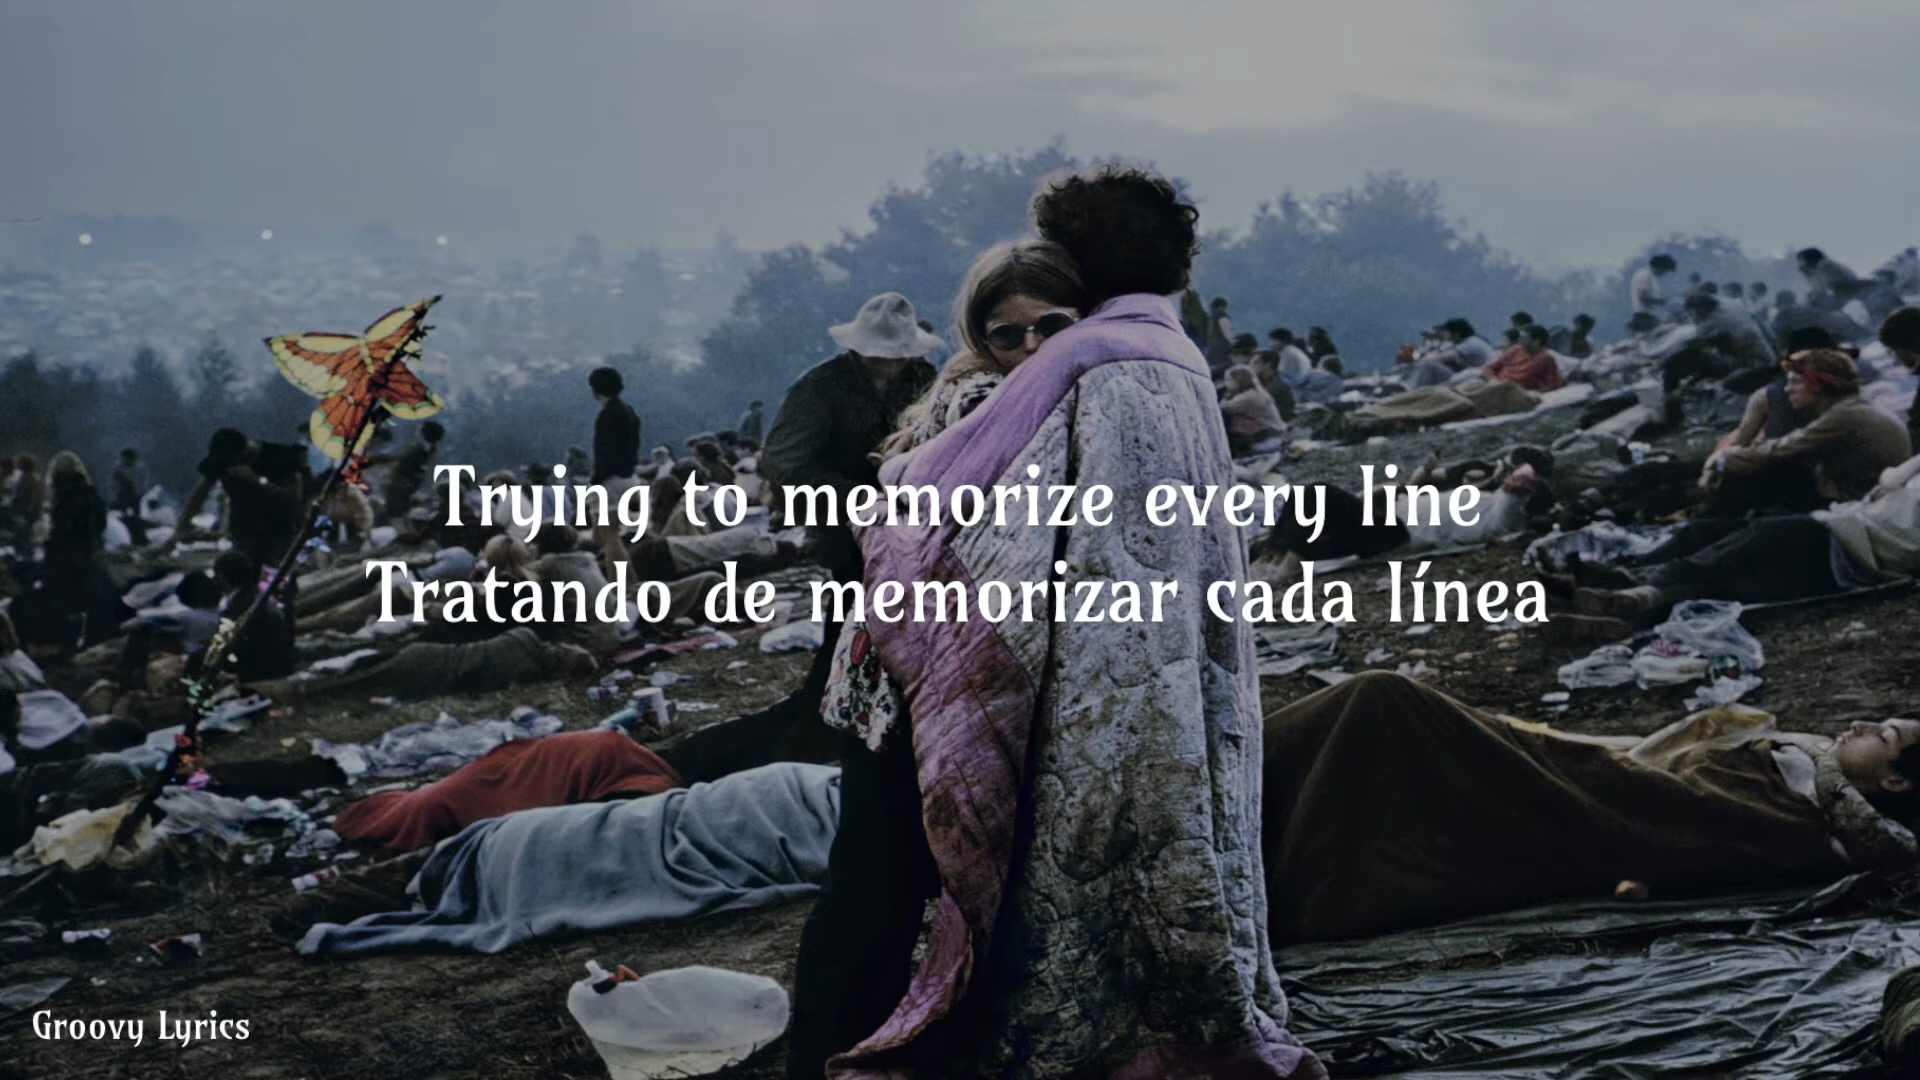 Trying to memorize every line
Tratando de memorizar cada línea
Groovy Lyrics